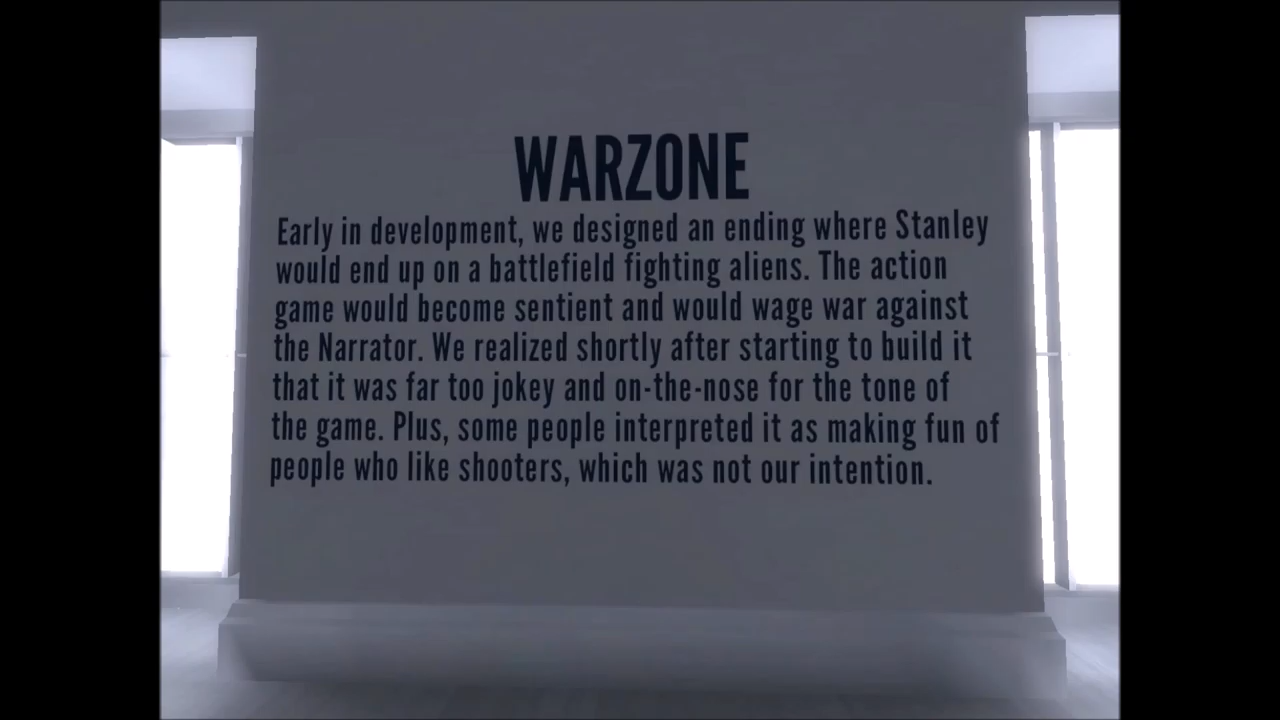 WARZONE
Early in development, we designed an ending where Stanley
would end up on a battlefield fighting aliens. The action
game would become sentient and would wage war against
the Narrator. We realized shortly after starting to build it
that it was far too jokey and on-the-nose for the tone of
the game. Plus, some people interpreted it as making fun of
people who like shooters, which was not our intention.